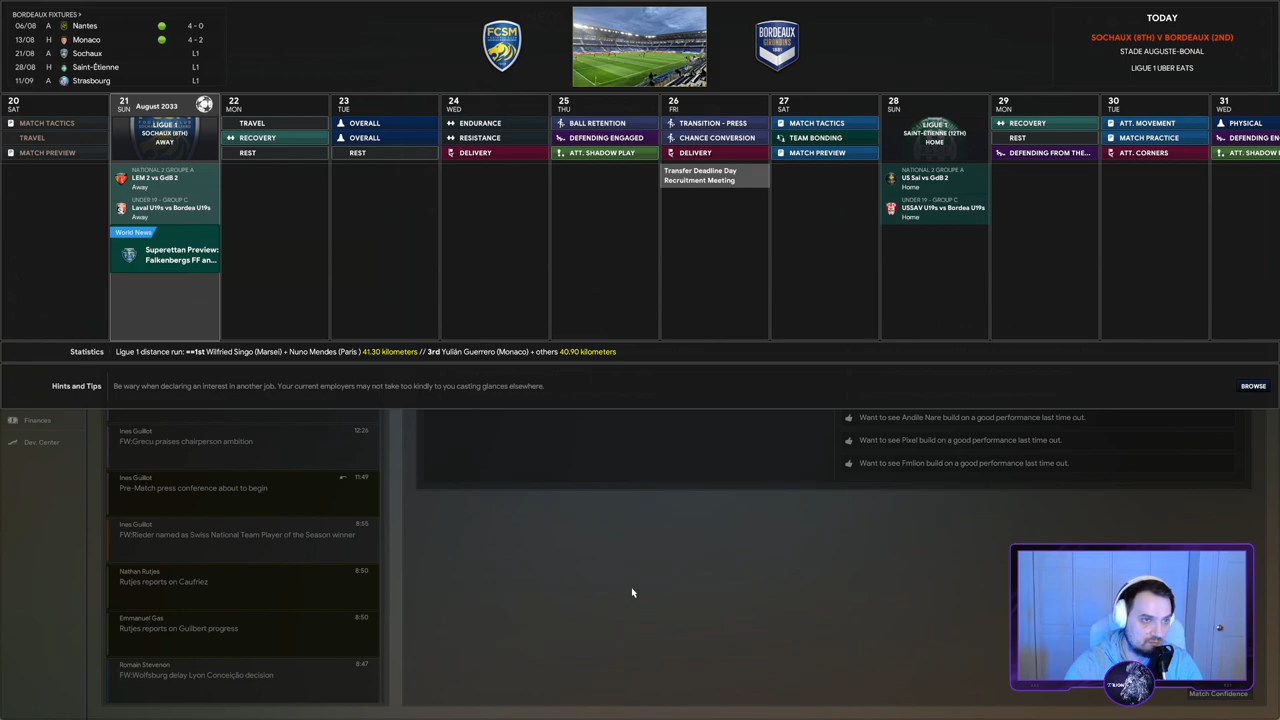 BORDEAUX FIXTURES >
06/08 A Nantes 4 - 0
13/08 H Monaco 4 - 2
21/08 A Sochaux L1
28/08 H Saint-Étienne L1
11/09 A Strasbourg L1
FCSM
BORDEAUX
GIRONDINS
1881
TODAY
SOCHAUX (8TH) V BORDEAUX (2ND)
STADE AUGUSTE-BONAL
LIGUE 1 UBER EATS
20
SAT
21
SUN
August 2033
22
MON
23
TUE
24
WED
25
THU
26
FRI
27
SAT
28
SUN
29
MON
30
TUE
31
WED
MATCH TACTICS
TRAVEL
MATCH PREVIEW
LIGUE 1
SOCHAUX (8TH)
AWAY
TRAVEL
RECOVERY
REST
OVERALL
OVERALL
REST
ENDURANCE
RESISTANCE
DELIVERY
BALL RETENTION
DEFENDING ENGAGED
ATT. SHADOW PLAY
TRANSITION - PRESS
CHANCE CONVERSION
DELIVERY
MATCH TACTICS
TEAM BONDING
MATCH PREVIEW
LIGUE 1
SAINT-ÉTIENNE (12TH)
HOME
RECOVERY
REST
DEFENDING FROM THE...
ATT. MOVEMENT
MATCH PRACTICE
ATT. CORNERS
PHYSICAL
DEFENDING EN
ATT. SHADOW
NATIONAL 2 GROUPE A
LEM 2 vs GdB 2
Away
UNDER 19 - GROUP C
Laval U19s vs Bordea U19s
Away
World News
Superettan Preview:
Falkenbergs FF an...
Transfer Deadline Day
Recruitment Meeting
NATIONAL 2 GROUPE A
US Sal vs GdB 2
Home
UNDER 19 - GROUP C
USSAV U19s vs Bordea U19s
Home
Statistics Ligue 1 distance run: ==1st Wilfried Singo (Marsei) + Nuno Mendes (Paris ) 41.30 kilometers // 3rd Yulián Guerrero (Monaco) + others 40.90 kilometers
Hints and Tips Be wary when declaring an interest in another job. Your current employers may not take too kindly to you casting glances elsewhere. BROWSE
Finances
Dev. Center
Ines Guillot 12:26
FW:Grecu praises chairperson ambition
Ines Guillot 11:49
Pre-Match press conference about to begin
Ines Guillot 8:55
FW:Rieder named as Swiss National Team Player of the Season winner
Nathan Rutjes 8:50
Rutjes reports on Caufriez
Emmanuel Gas 8:50
Rutjes reports on Guilbert progress
Romain Stevenon 8:47
FW:Wolfsburg delay Lyon Conceição decision
Want to see Andile Nare build on a good performance last time out.
Want to see Pixel build on a good performance last time out.
Want to see Fmlion build on a good performance last time out.
Match Confidence